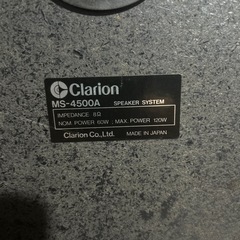 Clarion
MS-4500A SPEAKER SYSTEM
IMPEDANCE 8Ω
NOM. POWER 60W : MAX. POWER 120W
Clarion Co., Ltd. MADE IN JAPAN